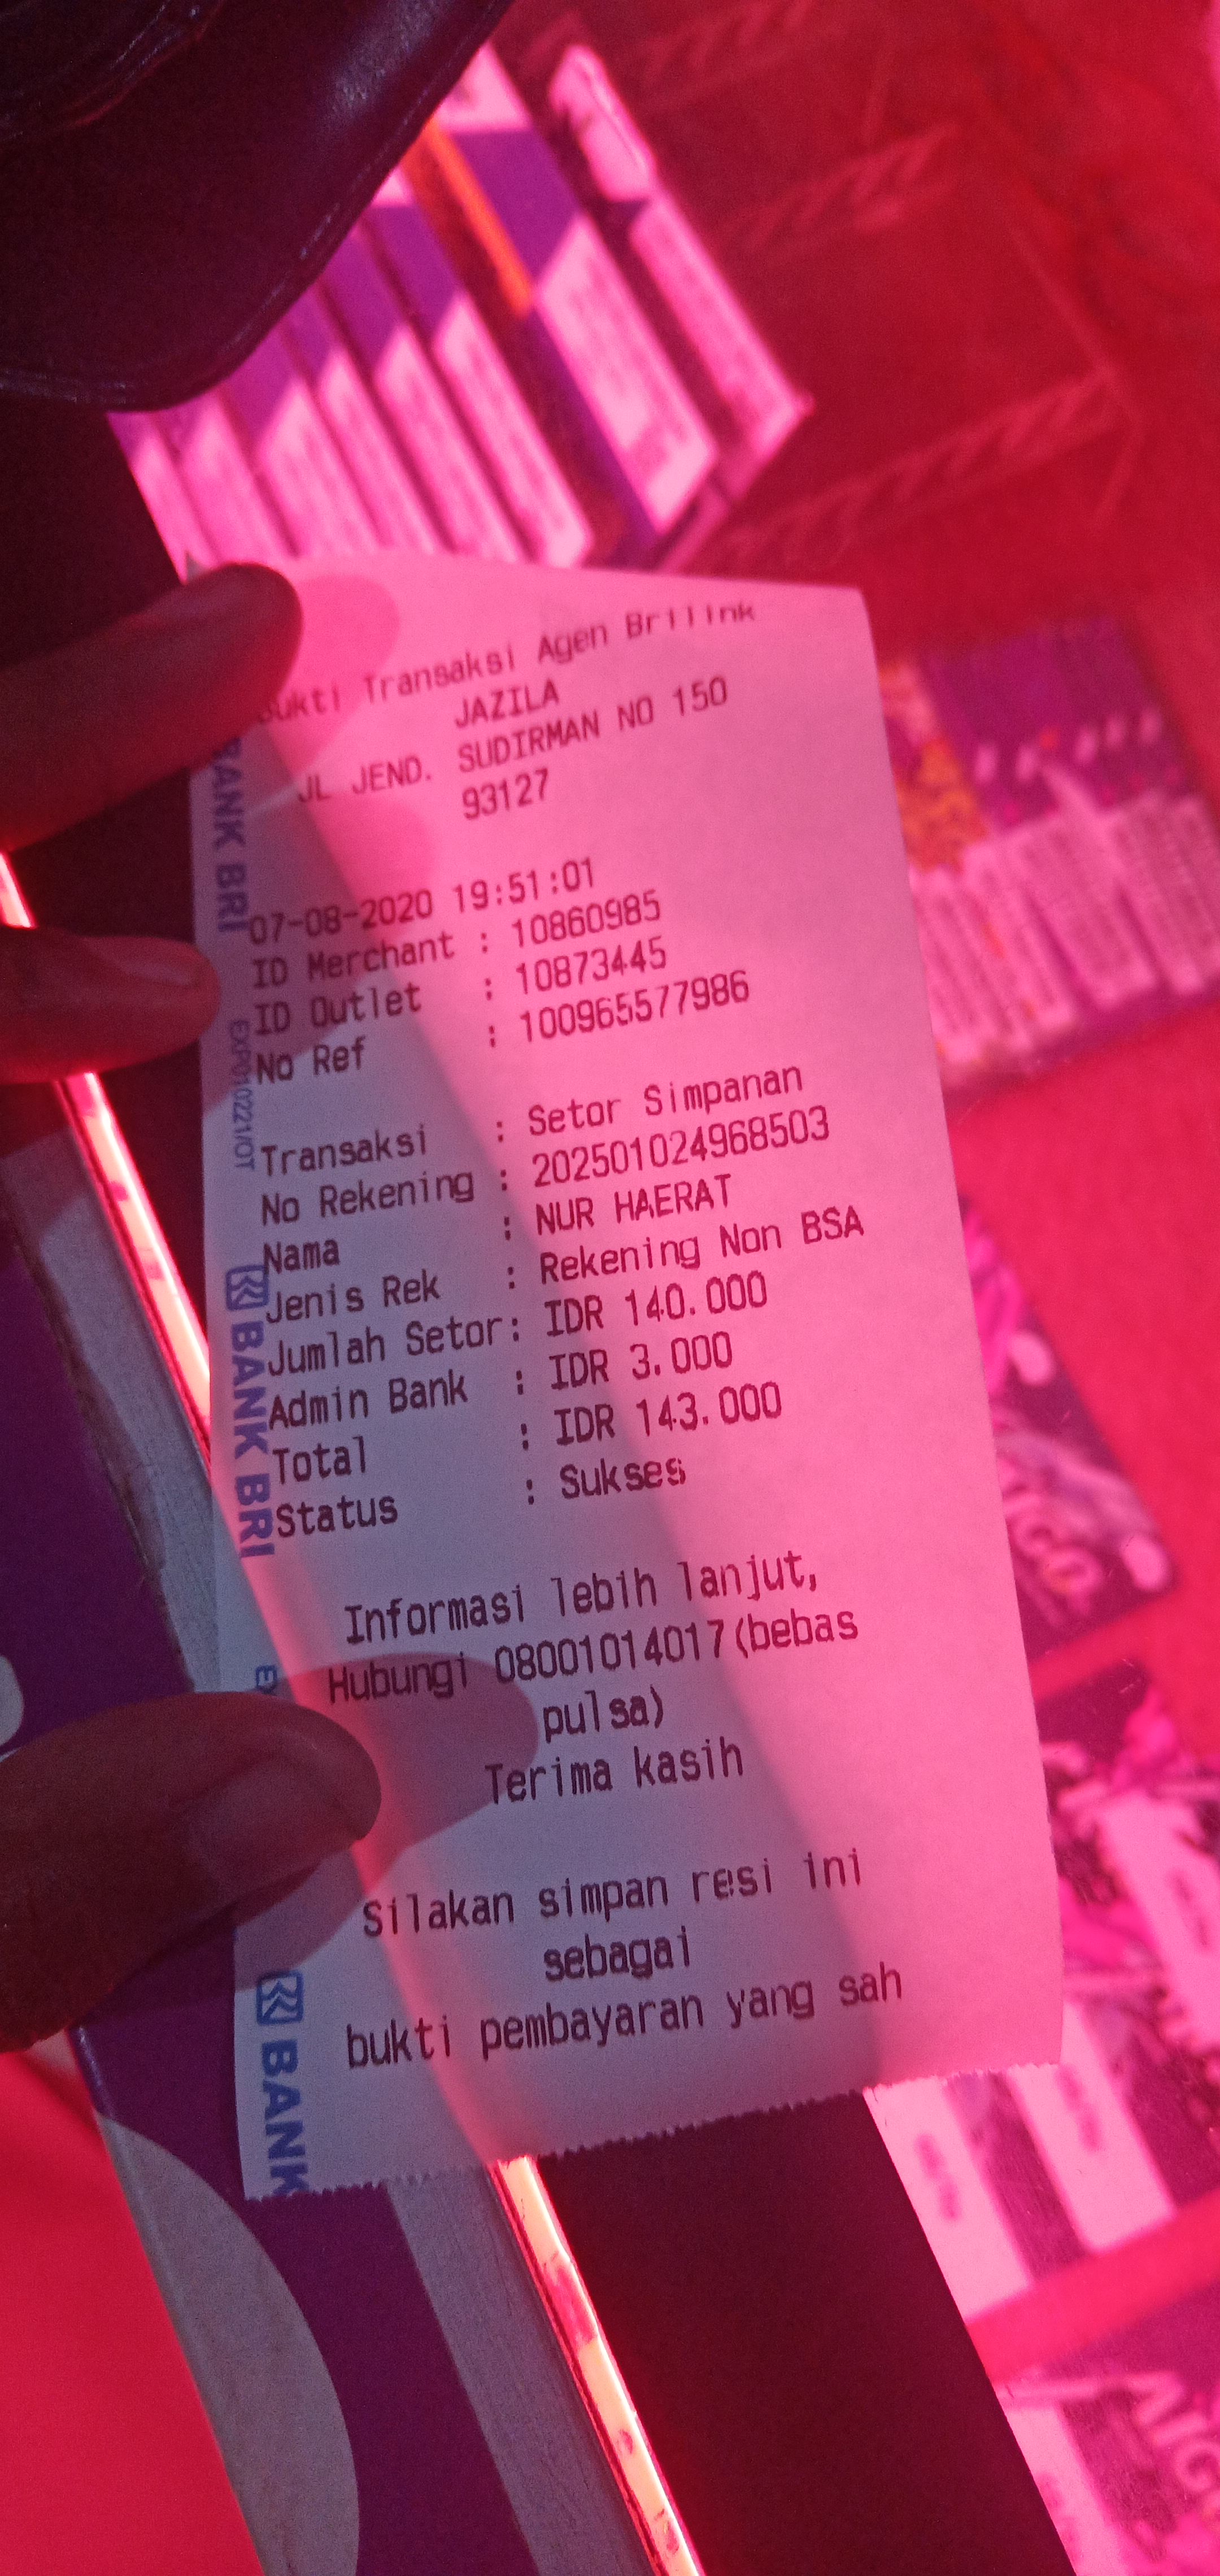 Bukti Transaksi Agen Brilink
JAZILA
JL JEND. SUDIRMAN NO 150
93127
07-08-2020 19:51:01
ID Merchant : 10860985
ID Outlet : 10873445
No Ref : 100965577986
Transaksi : Setor Simpanan
No Rekening : 202501024968503
Nama : NUR HAERAT
Jenis Rek : Rekening Non BSA
Jumlah Setor: IDR 140.000
Admin Bank : IDR 3.000
Total : IDR 143.000
Status : Sukses
Informasi lebih lanjut,
Hubungi 08001014017(bebas
pulsa)
Terima kasih
Silakan simpan resi ini
sebagai
bukti pembayaran yang sah
BANK BRI
EXP010221/OT
BANK BRI
BANK